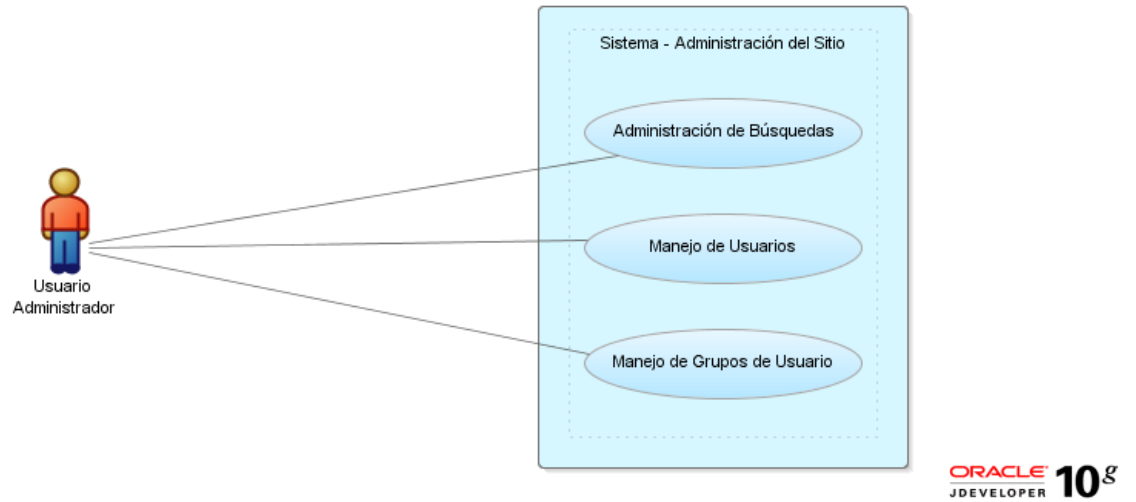 Sistema - Administración del Sitio
Administración de Búsquedas
Manejo de Usuarios
Manejo de Grupos de Usuario
Usuario
Administrador
ORACLE
JDEVELOPER 10g